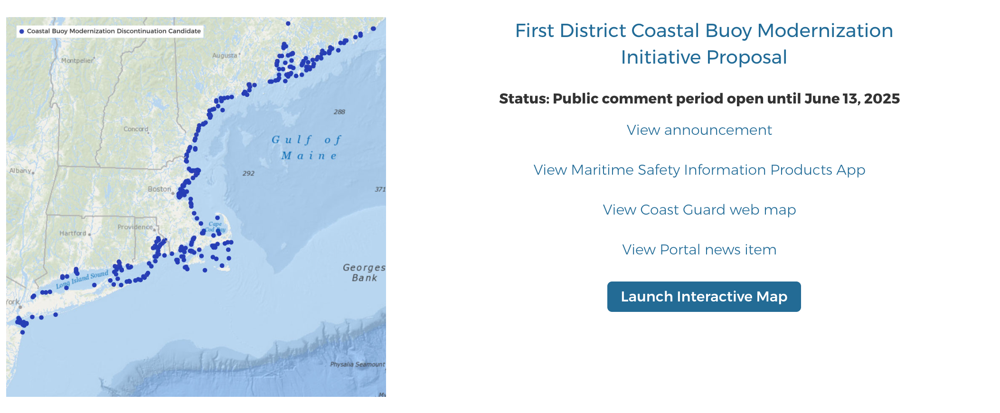 Coastal Buoy Modernization Discontinuation Candidate
Montpelier
Augusta
288
Concord
Gulf of
Maine
Albany
292
371
Boston
Cape
Cod Bay
Providence
Hartford
Long Island Sound
Georges
Bank
York
Physalia Seamount
My
First District Coastal Buoy Modernization
Initiative Proposal
Status: Public comment period open until June 13, 2025
View announcement
View Maritime Safety Information Products App
View Coast Guard web map
View Portal news item
Launch Interactive Map